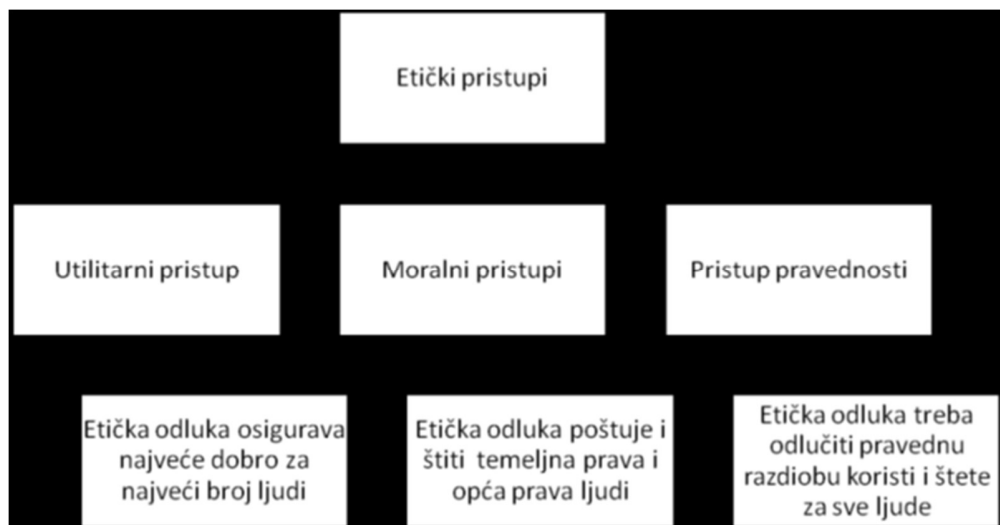 Etički pristupi
Utilitarni pristup
Moralni pristupi
Pristup pravednosti
Etička odluka osigurava
najveće dobro za
najveći broj ljudi
Etička odluka poštuje i
štiti temeljna prava i
opća prava ljudi
Etička odluka treba
odlučiti pravednu
razdiobu koristi i štete
za sve ljude